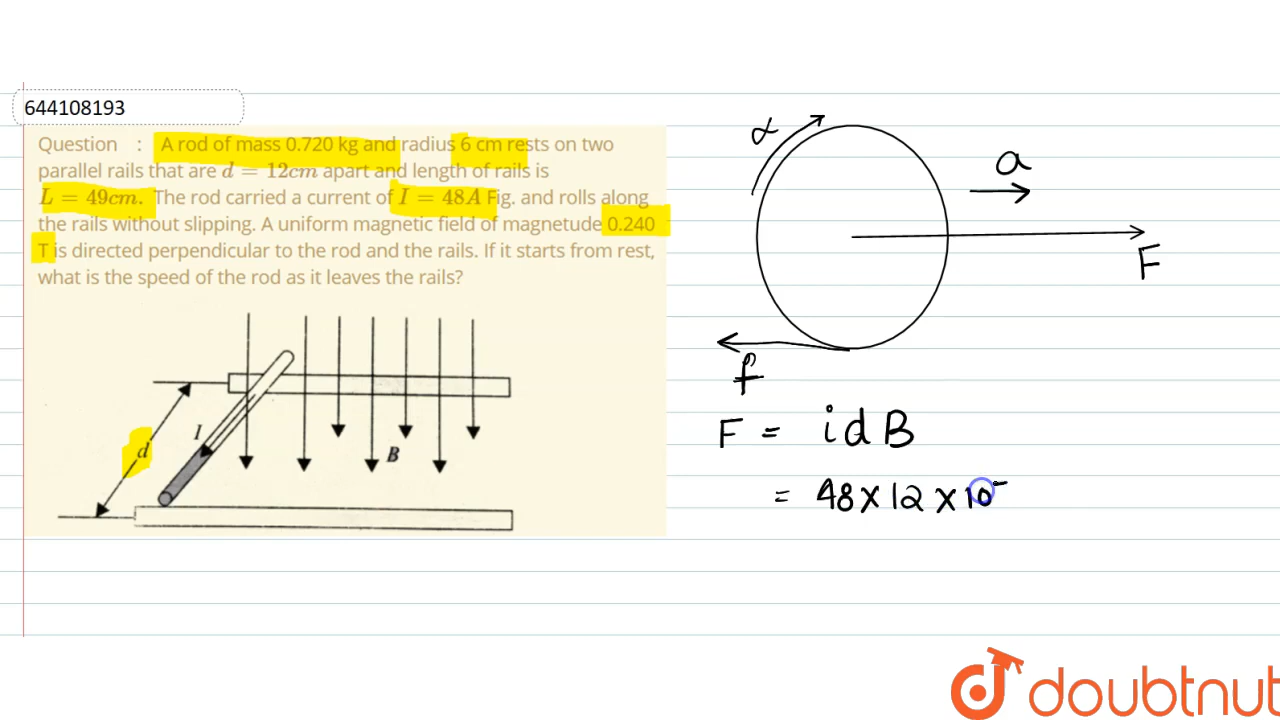 644108193
Question : A rod of mass 0.720 kg and radius 6 cm rests on two
parallel rails that are d = 12cm apart and length of rails is
L = 49cm. The rod carried a current of I = 48A Fig. and rolls along
the rails without slipping. A uniform magnetic field of magnetude 0.240
T is directed perpendicular to the rod and the rails. If it starts from rest,
what is the speed of the rod as it leaves the rails?
d
I
B
α
a
F
f
F = idB
= 48×12×10⁻
doubtnut